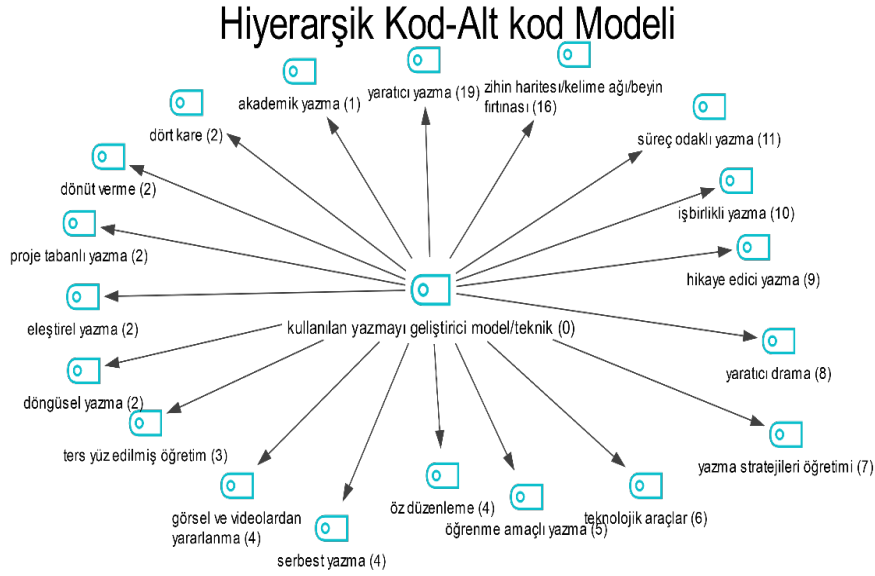 Hiyerarşik Kod-Alt kod Modeli
yaratıcı yazma (19)
zihin haritesı/kelime ağı/beyin
fırtınası (16)
süreç odaklı yazma (11)
işbirlikli yazma (10)
hikaye edici yazma (9)
yaratıcı drama (8)
yazma stratejileri öğretimi (7)
teknolojik araçlar (6)
öğrenme amaçlı yazma (5)
öz düzenleme (4)
serbest yazma (4)
görsel ve videolardan
yararlanma (4)
ters yüz edilmiş öğretim (3)
döngüsel yazma (2)
eleştirel yazma (2)
proje tabanlı yazma (2)
dönüt verme (2)
dört kare (2)
akademik yazma (1)
kullanılan yazmayı geliştirici model/teknik (0)